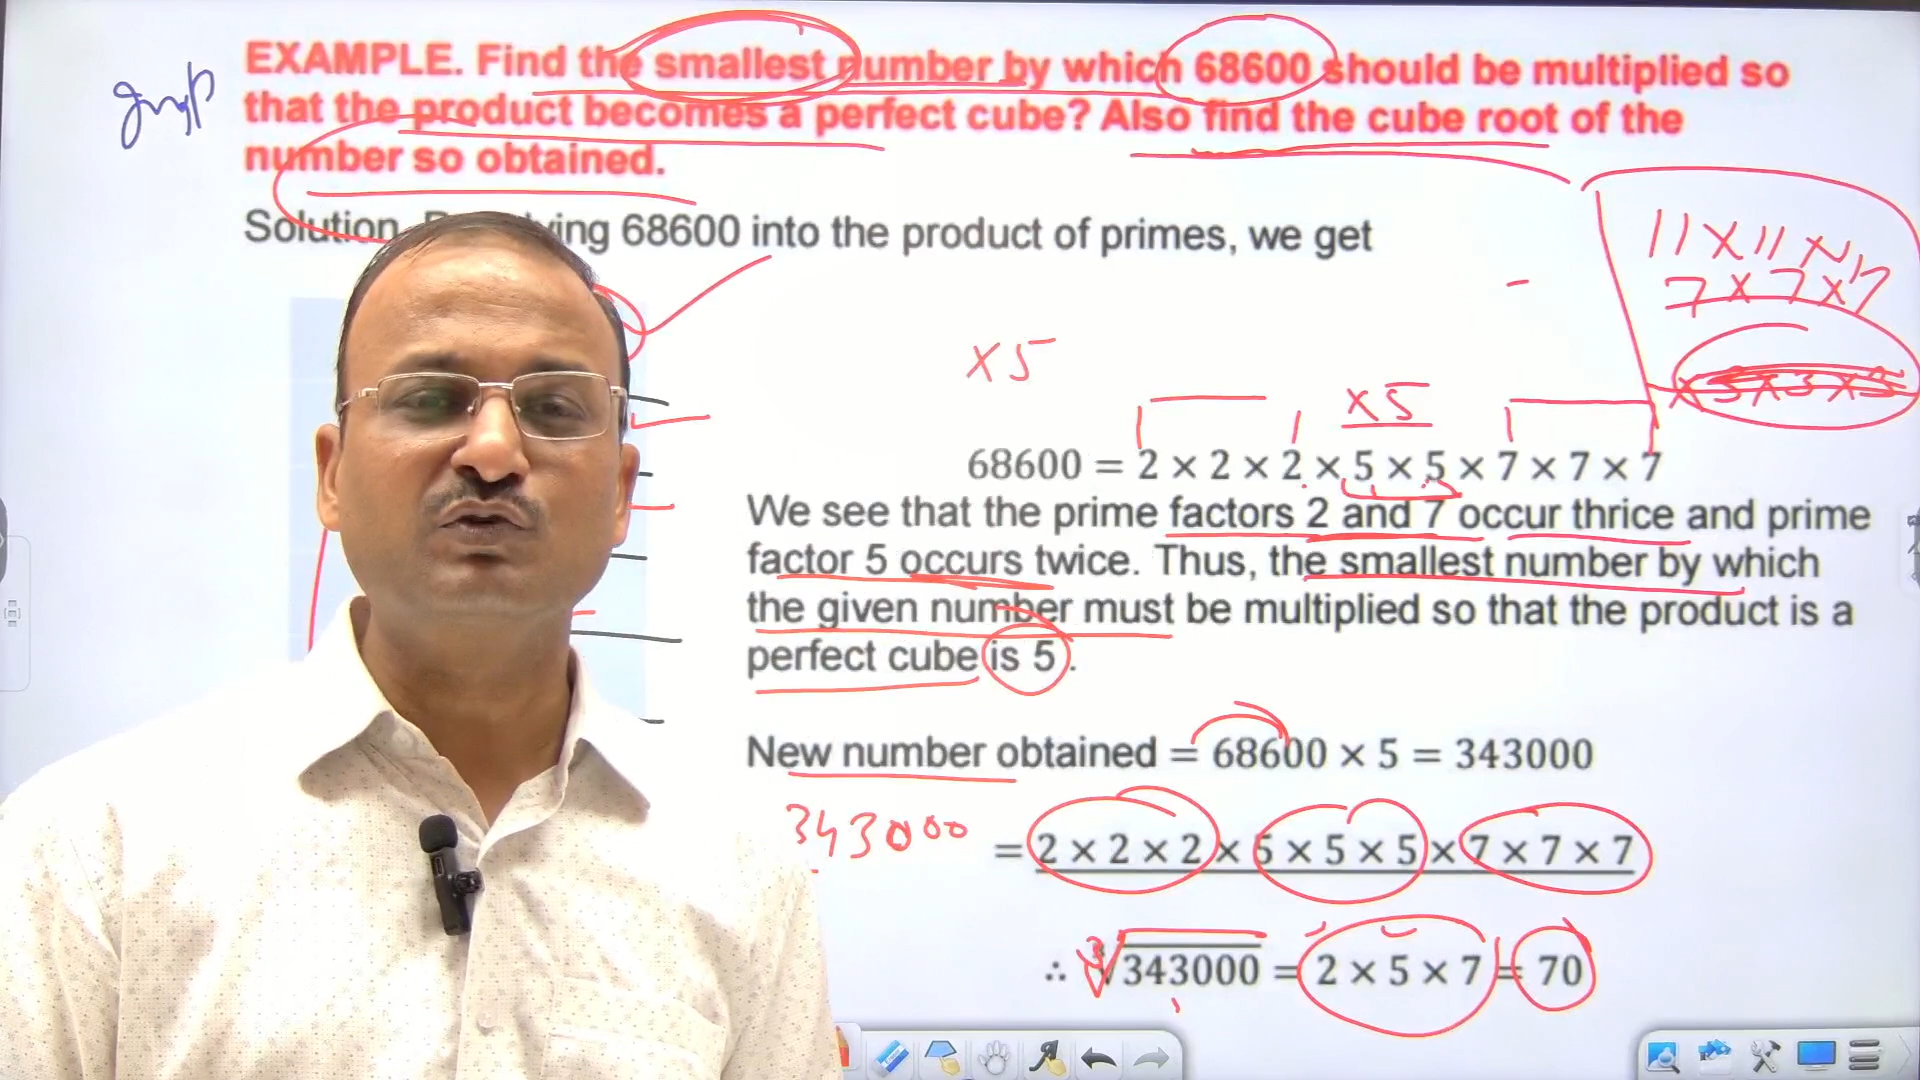 EXAMPLE. Find the smallest number by which 68600 should be multiplied so
that the product becomes a perfect cube? Also find the cube root of the
number so obtained.
Imp
Solution. ing 68600 into the product of primes, we get
11 X 11 X 
7 X 7 X 7
X 5
X 5
X 3 X 3 X 3
68600 = 2 × 2 × 2 × 5 × 5 × 7 × 7 × 7
We see that the prime factors 2 and 7 occur thrice and prime
factor 5 occurs twice. Thus, the smallest number by which
the given number must be multiplied so that the product is a
perfect cube is 5 .
New number obtained = 68600 × 5 = 343000
343000
= 2 × 2 × 2 × 5 × 5 × 5 × 7 × 7 × 7
∴ ∛343000 = 2 × 5 × 7 = 70